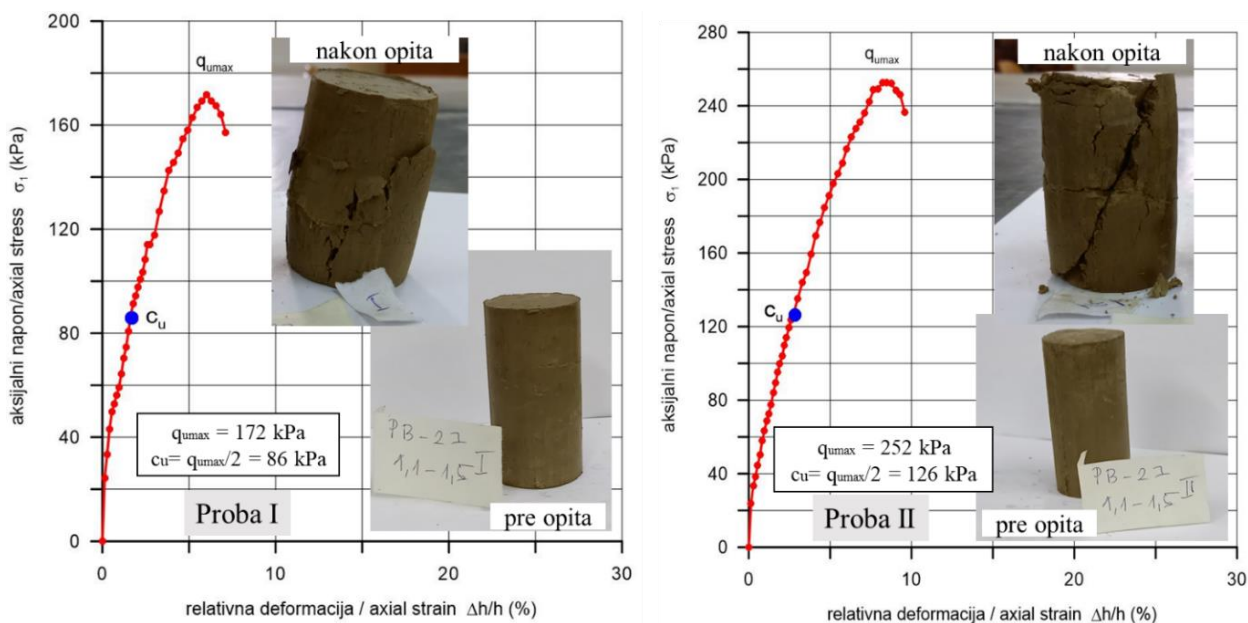 200
160
120
80
40
0
0
10
20
30
aksijalni napon/axial stress σ₁ (kPa)
relativna deformacija / axial strain Δh/h (%)
qumax
cu
nakon opita
I
PB-2I
1,1-1,5 I
pre opita
qumax = 172 kPa
cu= qumax/2 = 86 kPa
Proba I
280
240
200
160
120
80
40
0
0
10
20
30
aksijalni napon/axial stress σ₁ (kPa)
relativna deformacija / axial strain Δh/h (%)
qumax
cu
nakon opita
PB-2I
1,1-1,5 II
pre opita
qumax = 252 kPa
cu= qumax/2 = 126 kPa
Proba II